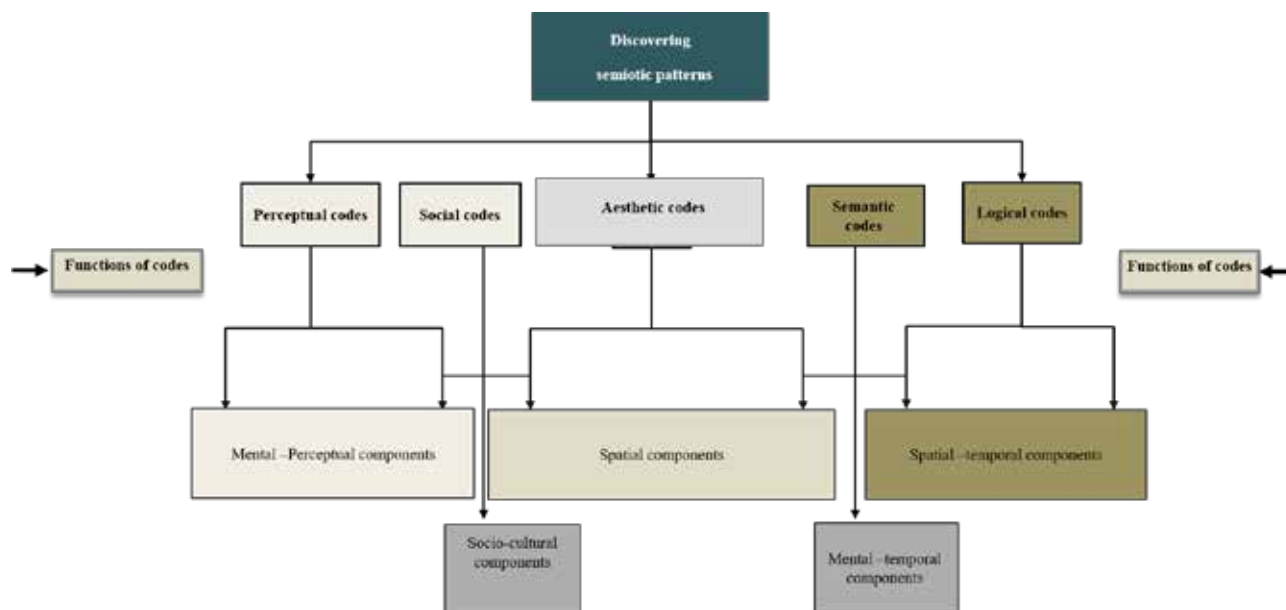 Discovering
semiotic patterns
Perceptual codes
Social codes
Aesthetic codes
Semantic
codes
Logical codes
Functions of codes
Functions of codes
Mental –Perceptual components
Spatial components
Spatial –temporal components
Socio-cultural
components
Mental –temporal
components